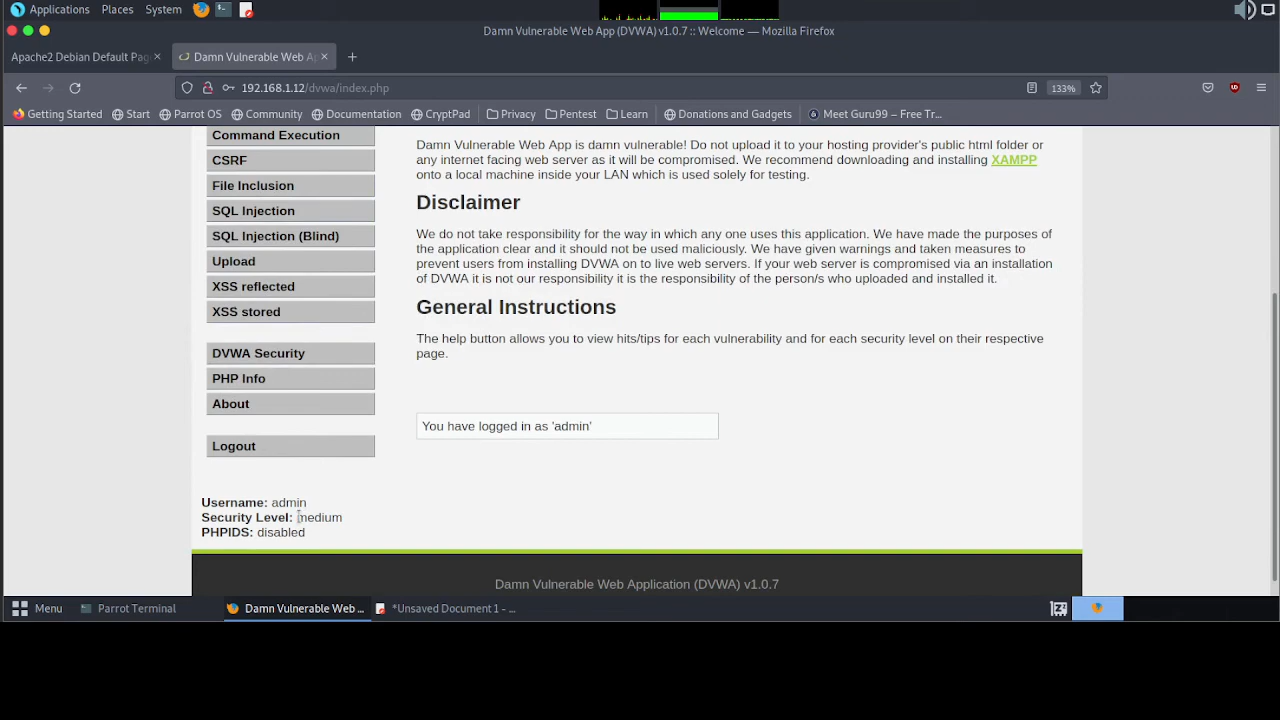 Applications Places System
Damn Vulnerable Web App (DVWA) v1.0.7 :: Welcome — Mozilla Firefox
Apache2 Debian Default Pag
Damn Vulnerable Web Ap
192.168.1.12/dvwa/index.php
133%
Getting Started Start Parrot OS Community Documentation CryptPad Privacy Pentest Learn Donations and Gadgets Meet Guru99 – Free Tr...
Command Execution
CSRF
File Inclusion
SQL Injection
SQL Injection (Blind)
Upload
XSS reflected
XSS stored
DVWA Security
PHP Info
About
Logout
Damn Vulnerable Web App is damn vulnerable! Do not upload it to your hosting provider's public html folder or
any internet facing web server as it will be compromised. We recommend downloading and installing XAMPP
onto a local machine inside your LAN which is used solely for testing.
Disclaimer
We do not take responsibility for the way in which any one uses this application. We have made the purposes of
the application clear and it should not be used maliciously. We have given warnings and taken measures to
prevent users from installing DVWA on to live web servers. If your web server is compromised via an installation
of DVWA it is not our responsibility it is the responsibility of the person/s who uploaded and installed it.
General Instructions
The help button allows you to view hits/tips for each vulnerability and for each security level on their respective
page.
You have logged in as 'admin'
Username: admin
Security Level: medium
PHPIDS: disabled
Damn Vulnerable Web Application (DVWA) v1.0.7
Menu Parrot Terminal Damn Vulnerable Web ... *Unsaved Document 1 - ...